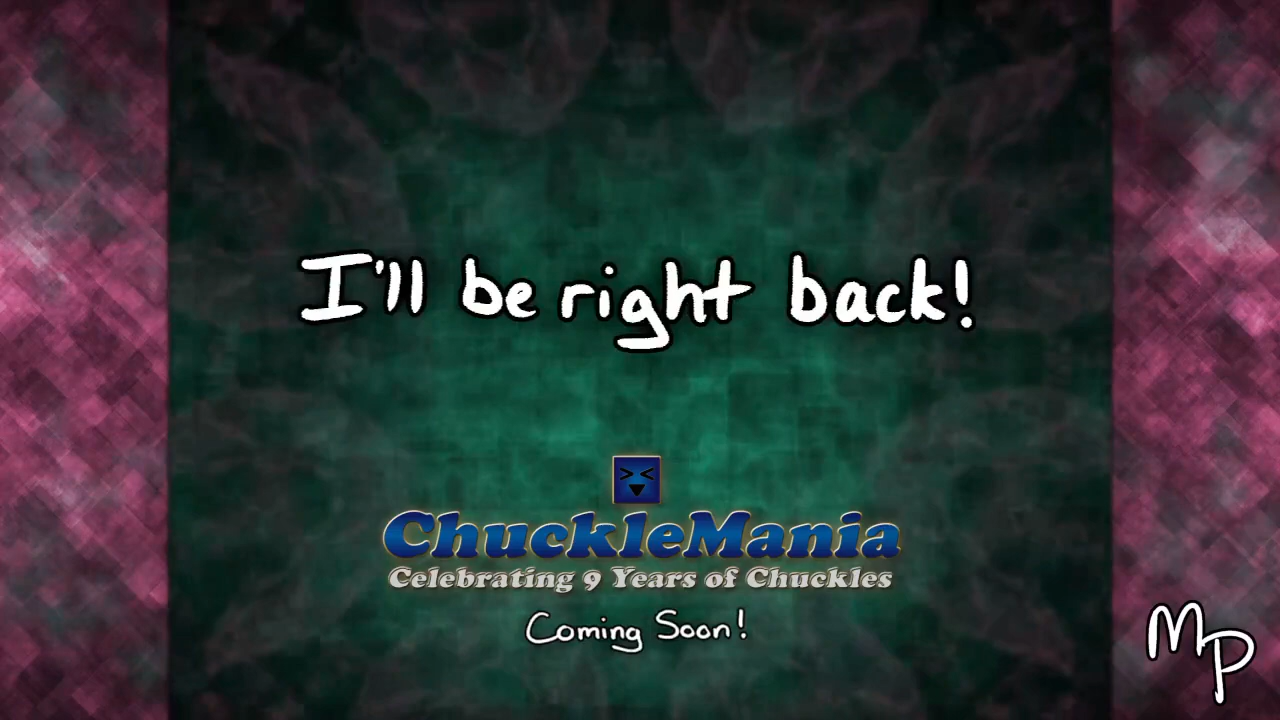 I'll be right back!
ChuckleMania
Celebrating 9 Years of Chuckles
Coming Soon!
MP